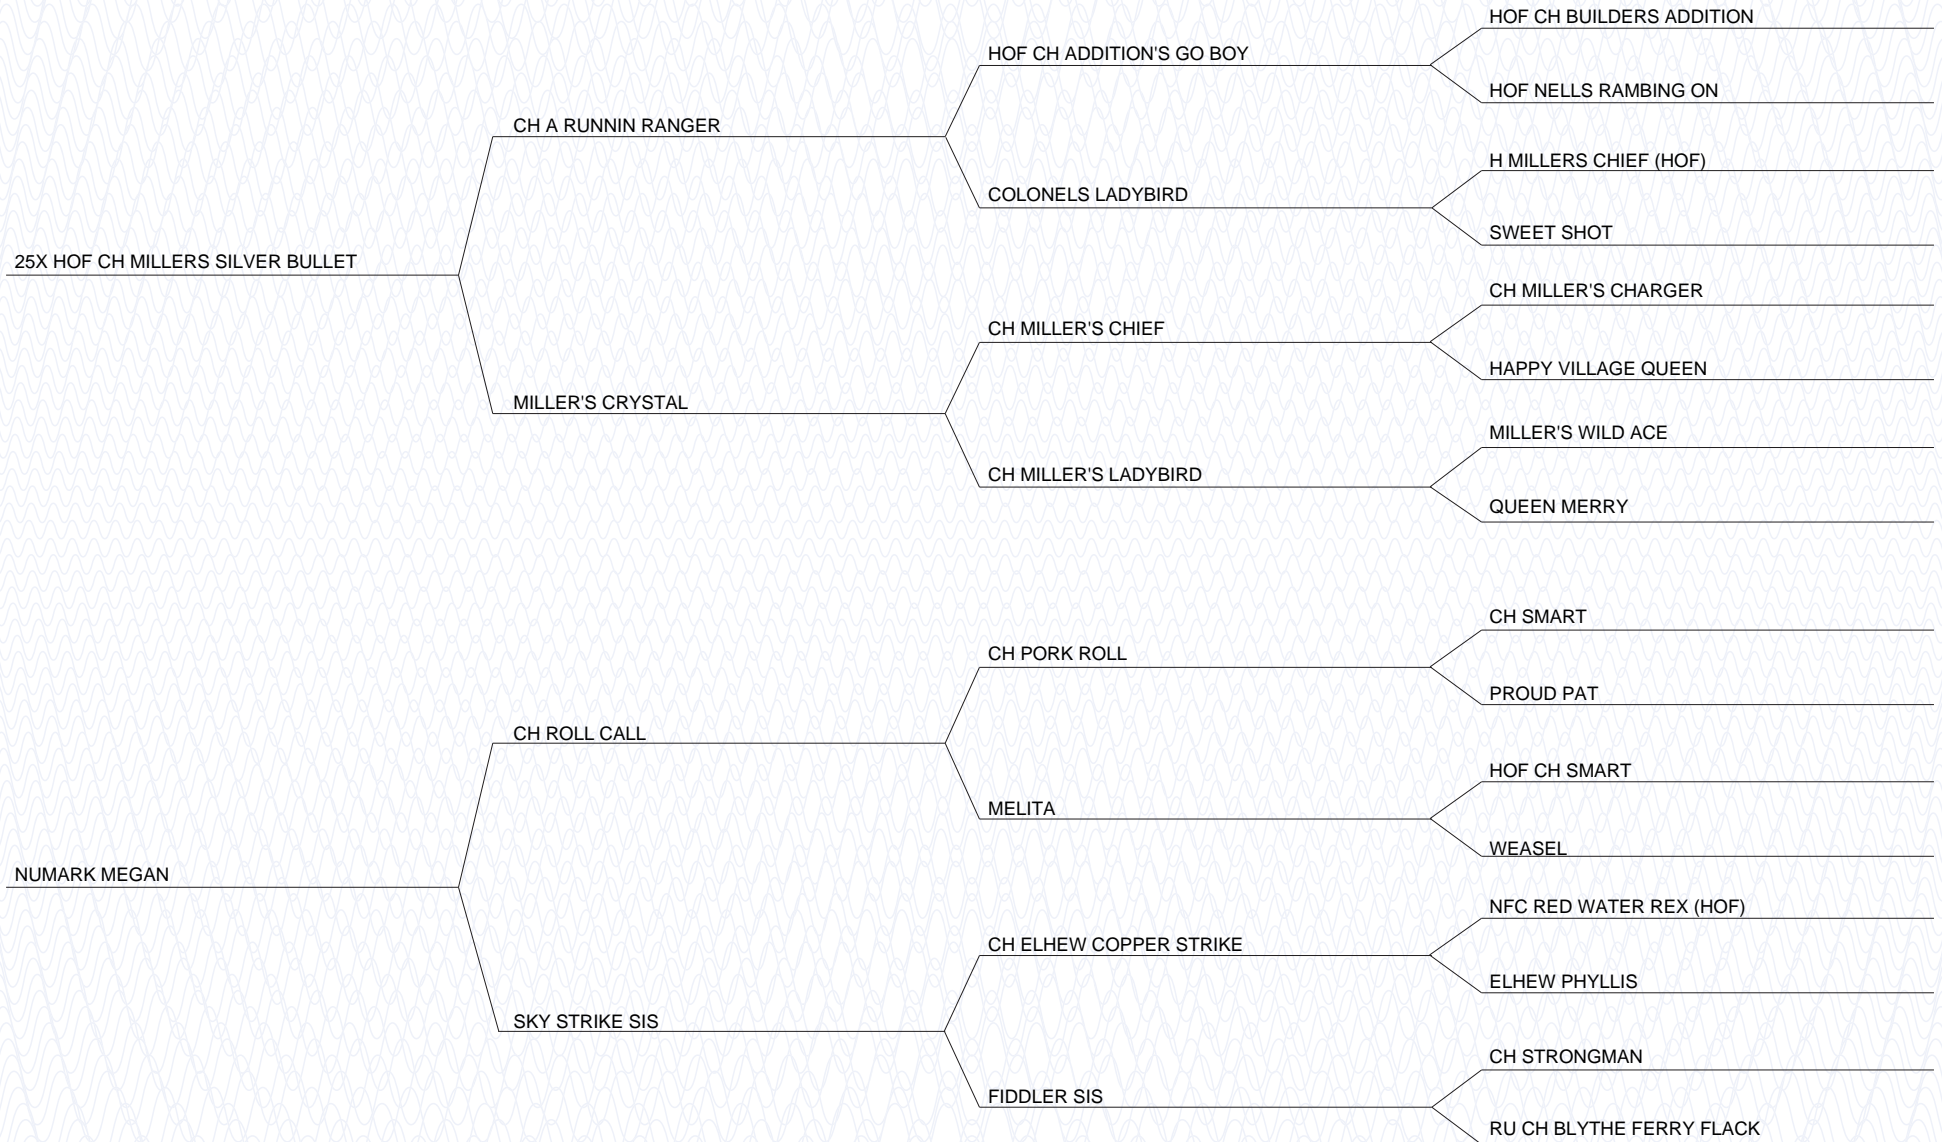 HOF CH BUILDERS ADDITION
HOF CH ADDITION'S GO BOY
HOF NELLS RAMBING ON
CH A RUNNIN RANGER
H MILLERS CHIEF (HOF)
COLONELS LADYBIRD
SWEET SHOT
25X HOF CH MILLERS SILVER BULLET
CH MILLER'S CHARGER
CH MILLER'S CHIEF
HAPPY VILLAGE QUEEN
MILLER'S CRYSTAL
MILLER'S WILD ACE
CH MILLER'S LADYBIRD
QUEEN MERRY
CH SMART
CH PORK ROLL
PROUD PAT
CH ROLL CALL
HOF CH SMART
MELITA
WEASEL
NUMARK MEGAN
NFC RED WATER REX (HOF)
CH ELHEW COPPER STRIKE
ELHEW PHYLLIS
SKY STRIKE SIS
CH STRONGMAN
FIDDLER SIS
RU CH BLYTHE FERRY FLACK